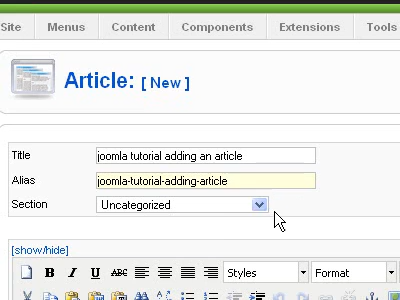 Site Menus Content Components Extensions Tools
Article: [ New ]
Title joomla tutorial adding an article
Alias joomla-tutorial-adding-article
Section Uncategorized
[show/hide]
B I U ABC Styles Format